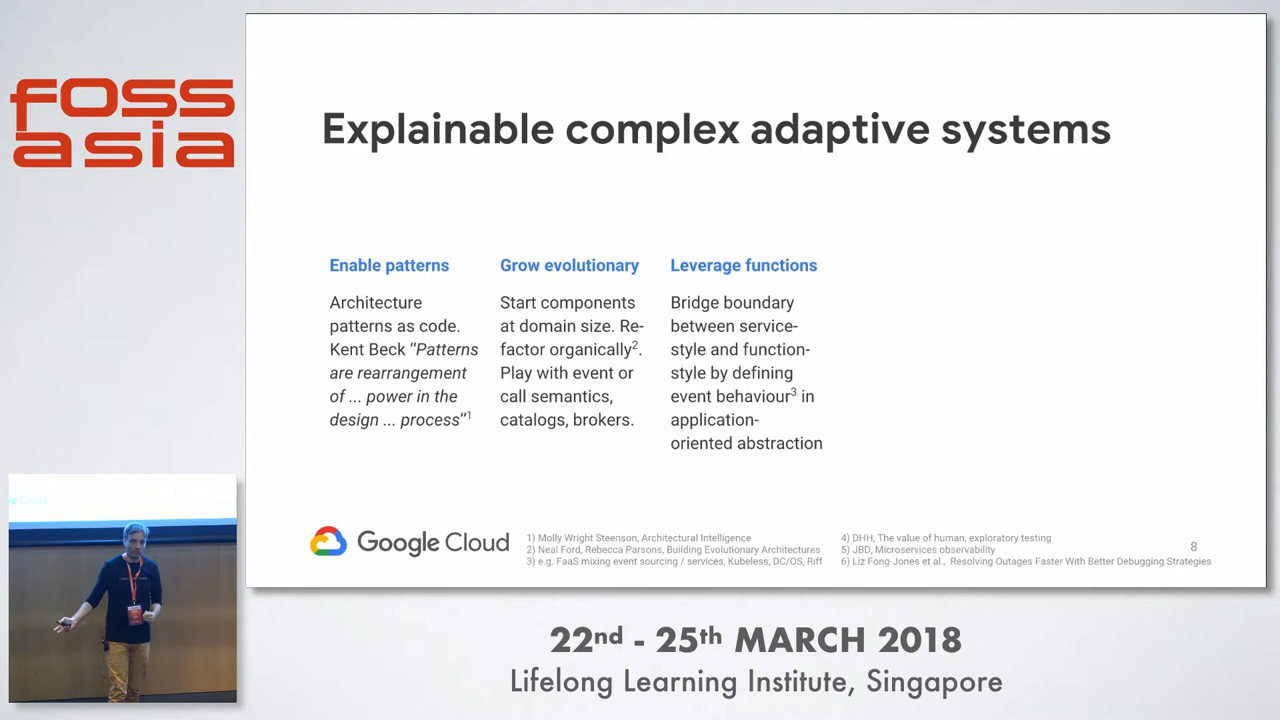 foss
asia
Explainable complex adaptive systems
Enable patterns
Architecture
patterns as code.
Kent Beck “Patterns
are rearrangement
of ... power in the
design ... process”1
Grow evolutionary
Start components
at domain size. Re-
factor organically2.
Play with event or
call semantics,
catalogs, brokers.
Leverage functions
Bridge boundary
between service-
style and function-
style by defining
event behaviour3 in
application-
oriented abstraction
Google Cloud
1) Molly Wright Steenson, Architectural Intelligence
2) Neal Ford, Rebecca Parsons, Building Evolutionary Architectures
3) e.g. FaaS mixing event sourcing / services, Kubeless, DC/OS, Riff
4) DHH, The value of human, exploratory testing
5) JBD, Microservices observability
6) Liz Fong-Jones et al., Resolving Outages Faster With Better Debugging Strategies
8
22nd - 25th MARCH 2018
Lifelong Learning Institute, Singapore